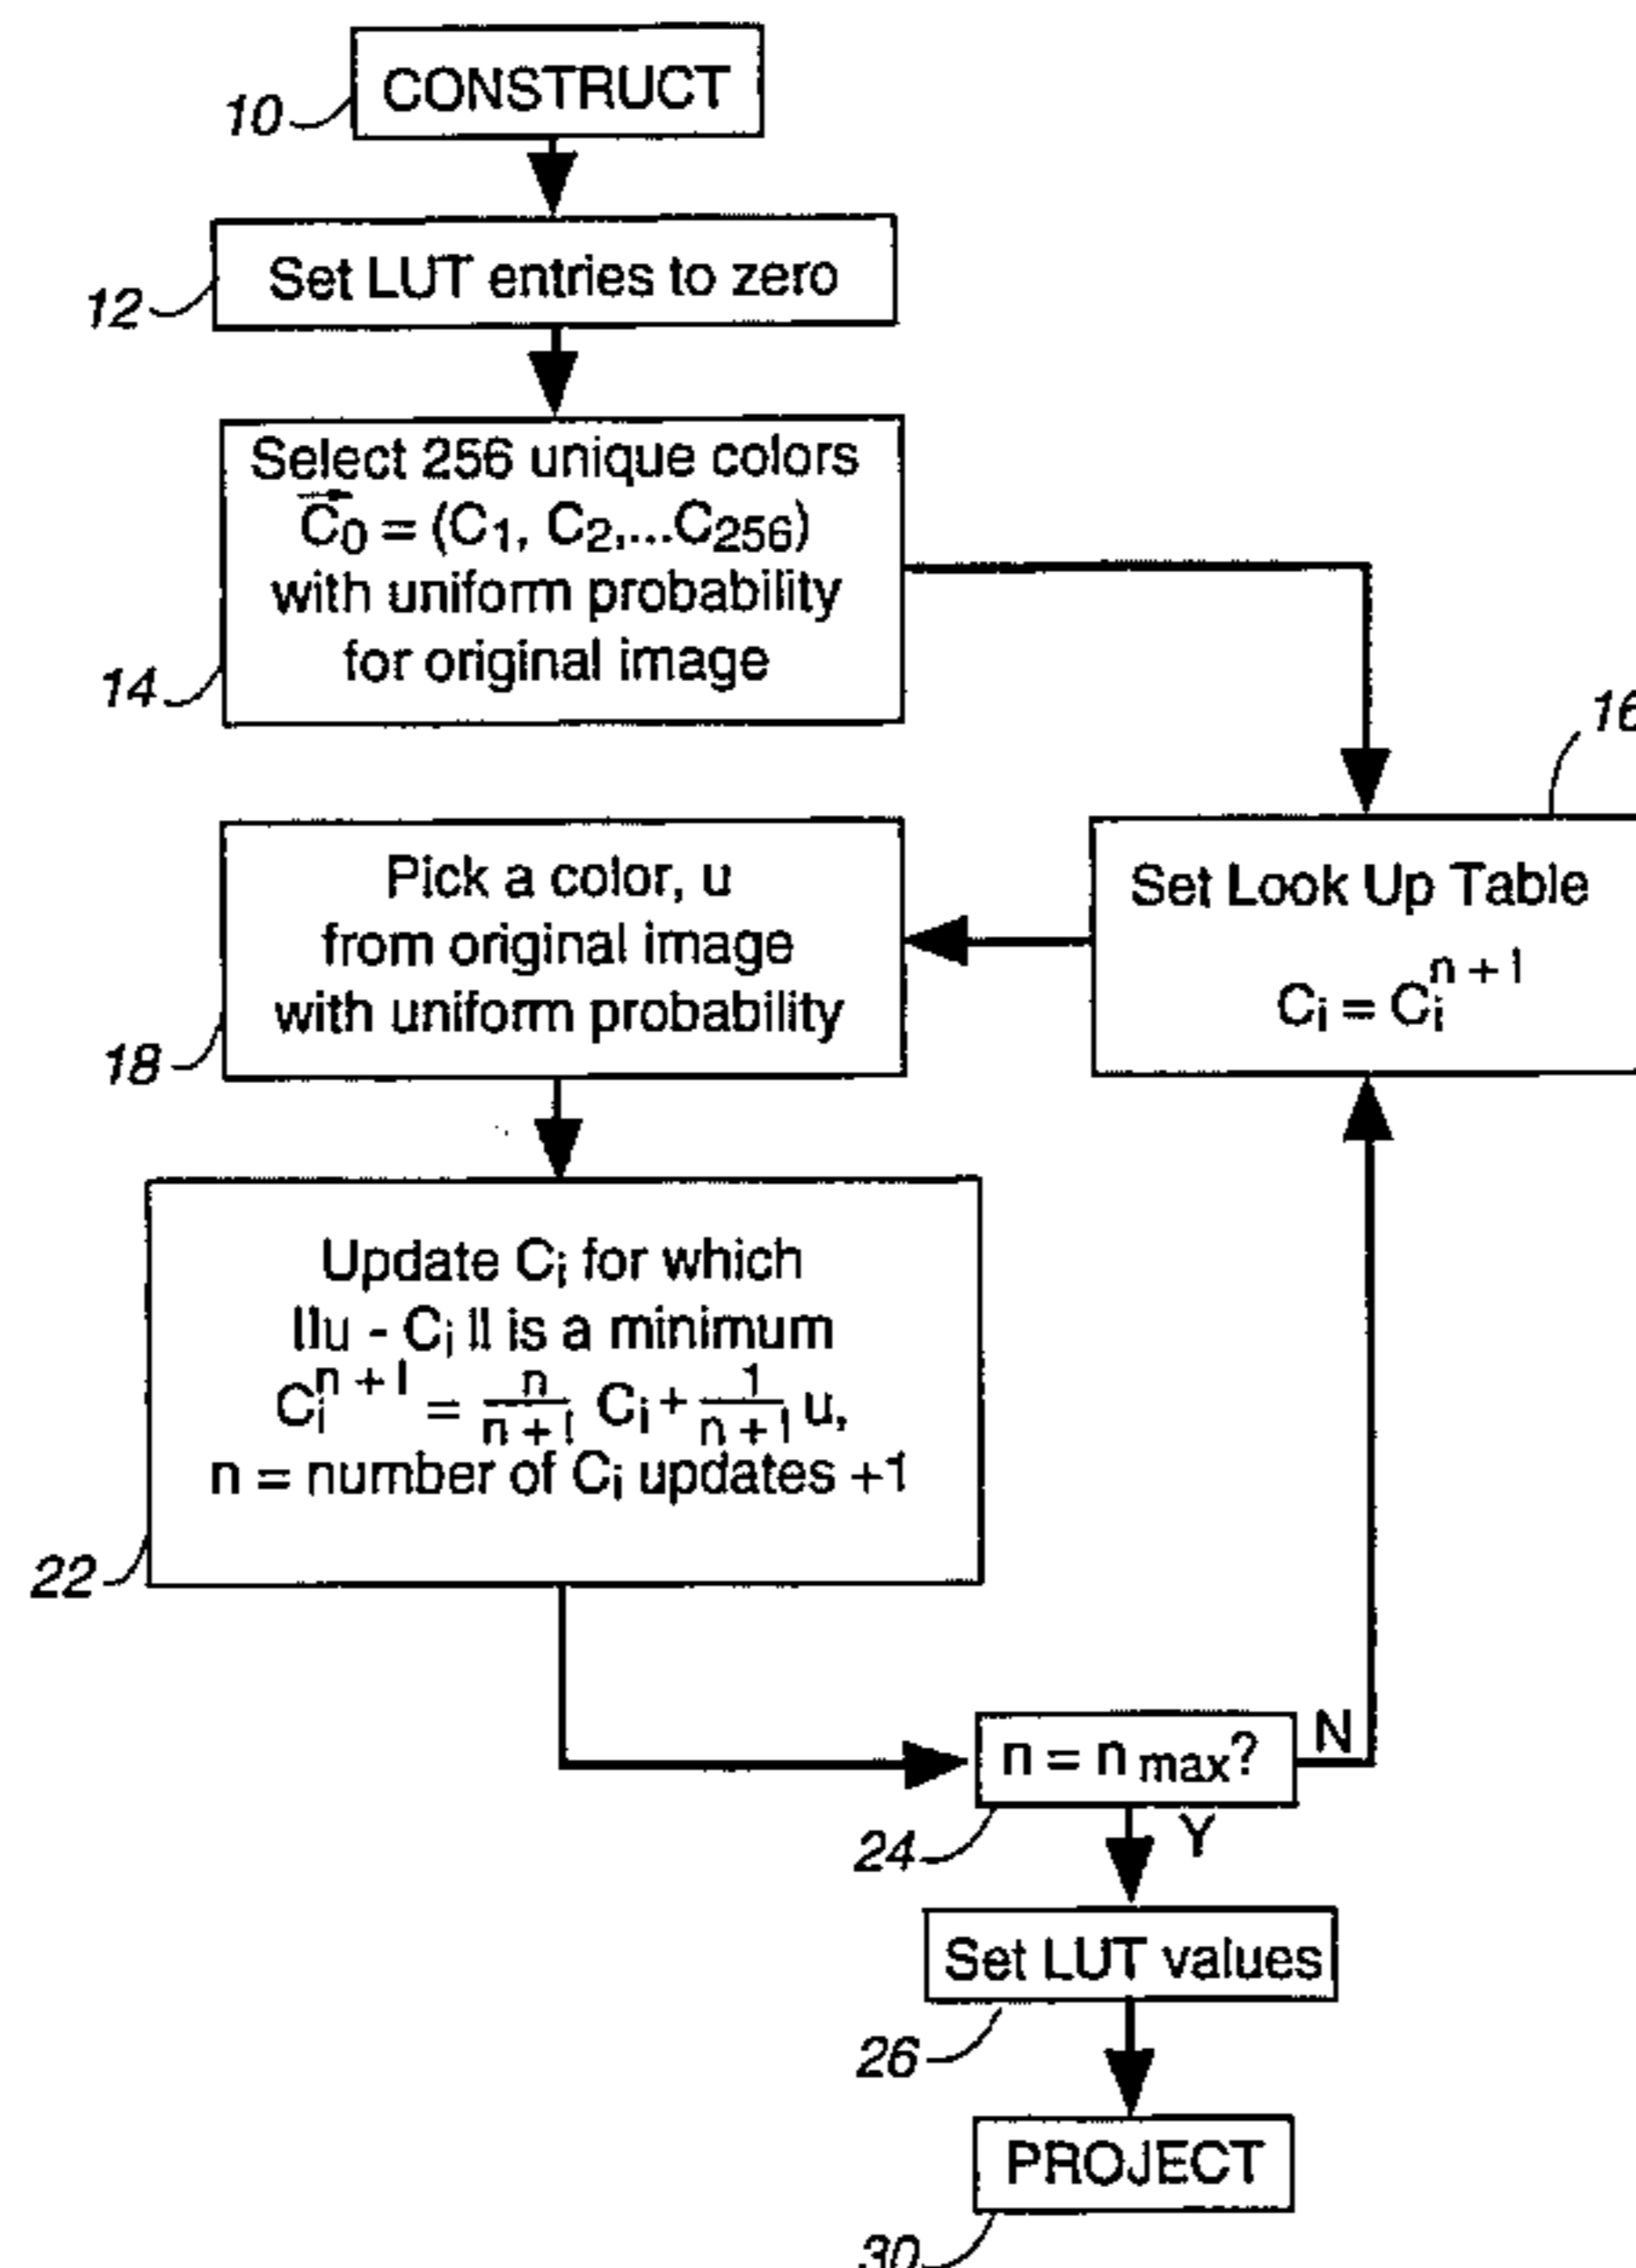 CONSTRUCT
10
Set LUT entries to zero
12
Select 256 unique colors
C0 = (C1, C2,...C256)
with uniform probability
for original image
14
16
Set Look Up Table
Ci = Ci^n + 1
Pick a color, u
from original image
with uniform probability
18
Update Ci for which
||u - Ci || is a minimum
Ci^n + 1 = n/n + 1 Ci + 1/n + 1 u,
n = number of Ci updates +1
22
n = n max?
N
24
Y
Set LUT values
26
PROJECT
30